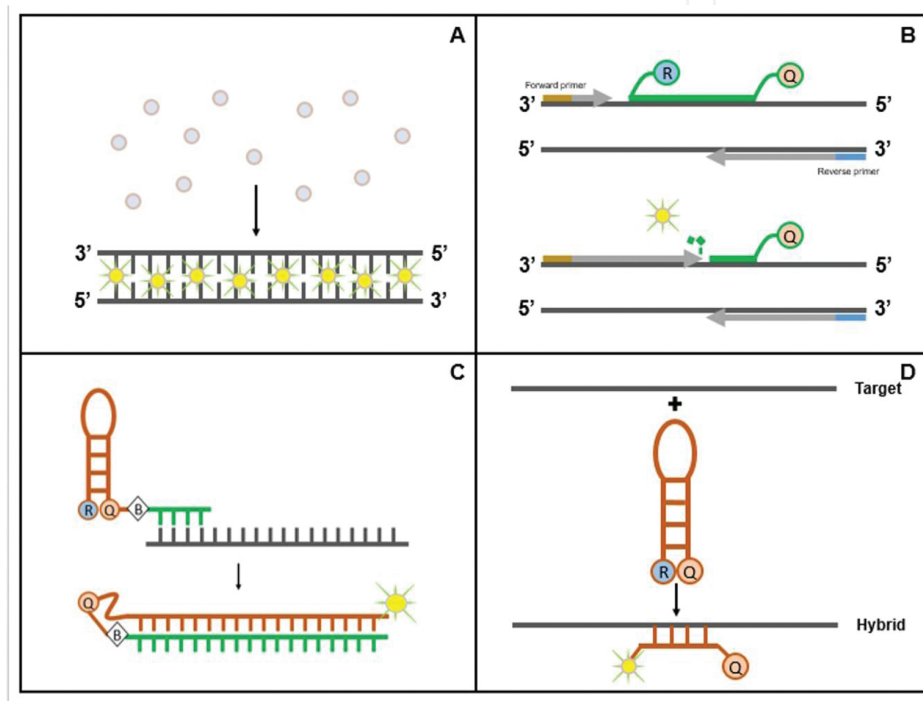 A
3’ 5’
5’ 3’
B
R Q
Forward primer
3’ 5’
5’ 3’
Reverse primer
Q
3’ 5’
5’ 3’
C
R Q B
Q
B
D
Target
+
R Q
Hybrid
Q